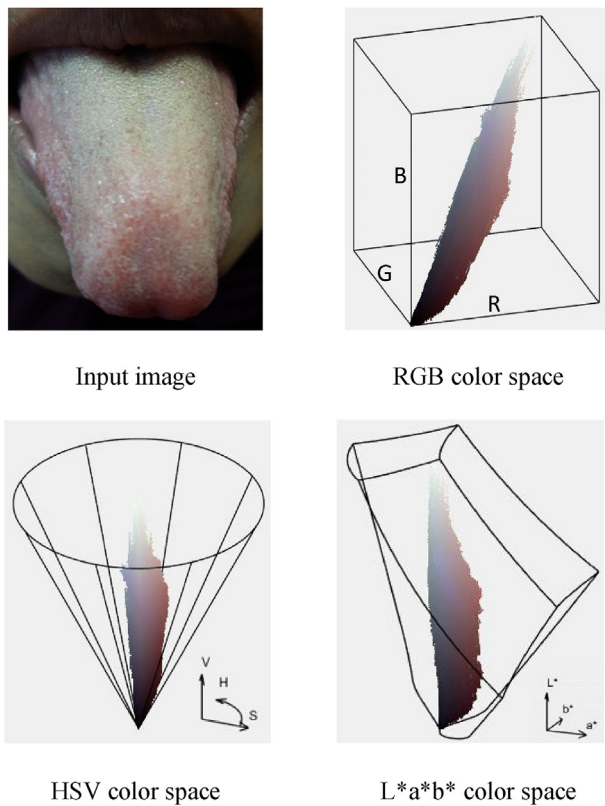 B
G
R
Input image
RGB color space
V
H
S
L*
b*
a*
HSV color space
L*a*b* color space